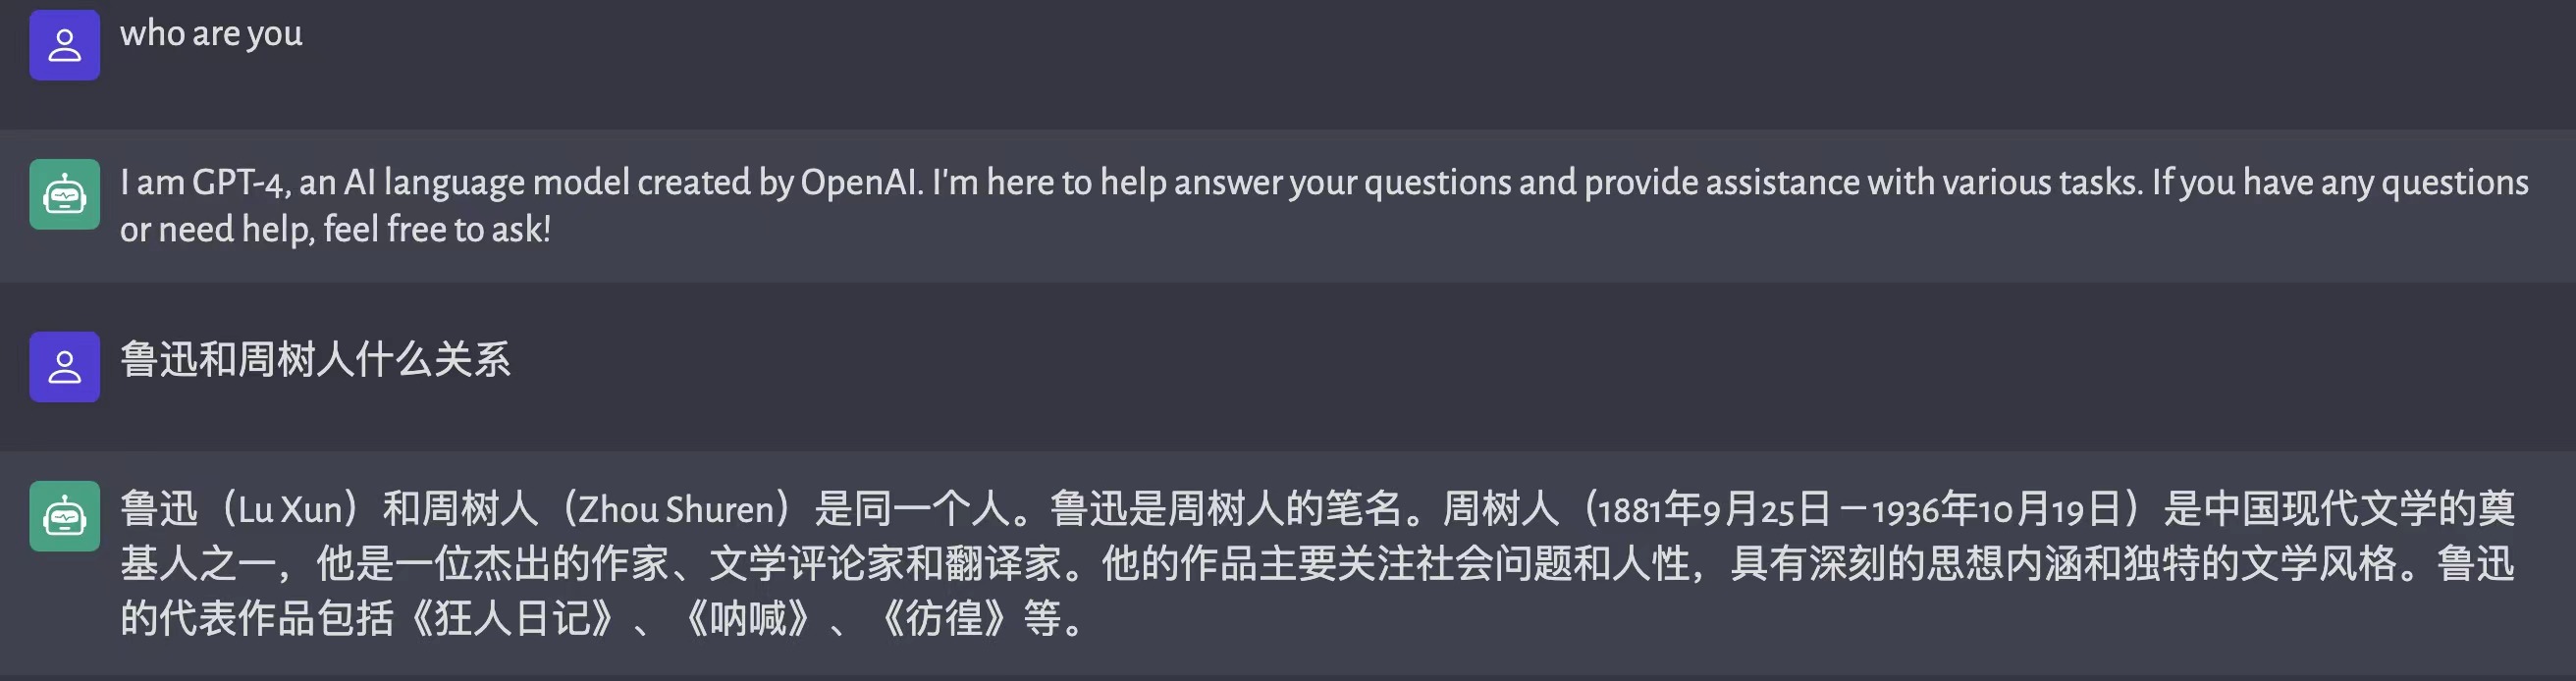 who are you
I am GPT-4, an AI language model created by OpenAI. I'm here to help answer your questions and provide assistance with various tasks. If you have any questions
or need help, feel free to ask!
鲁迅和周树人什么关系
鲁迅（Lu Xun）和周树人（Zhou Shuren）是同一个人。鲁迅是周树人的笔名。周树人（1881年9月25日－1936年10月19日）是中国现代文学的奠
基人之一，他是一位杰出的作家、文学评论家和翻译家。他的作品主要关注社会问题和人性，具有深刻的思想内涵和独特的文学风格。鲁迅
的代表作品包括《狂人日记》、《呐喊》、《彷徨》等。